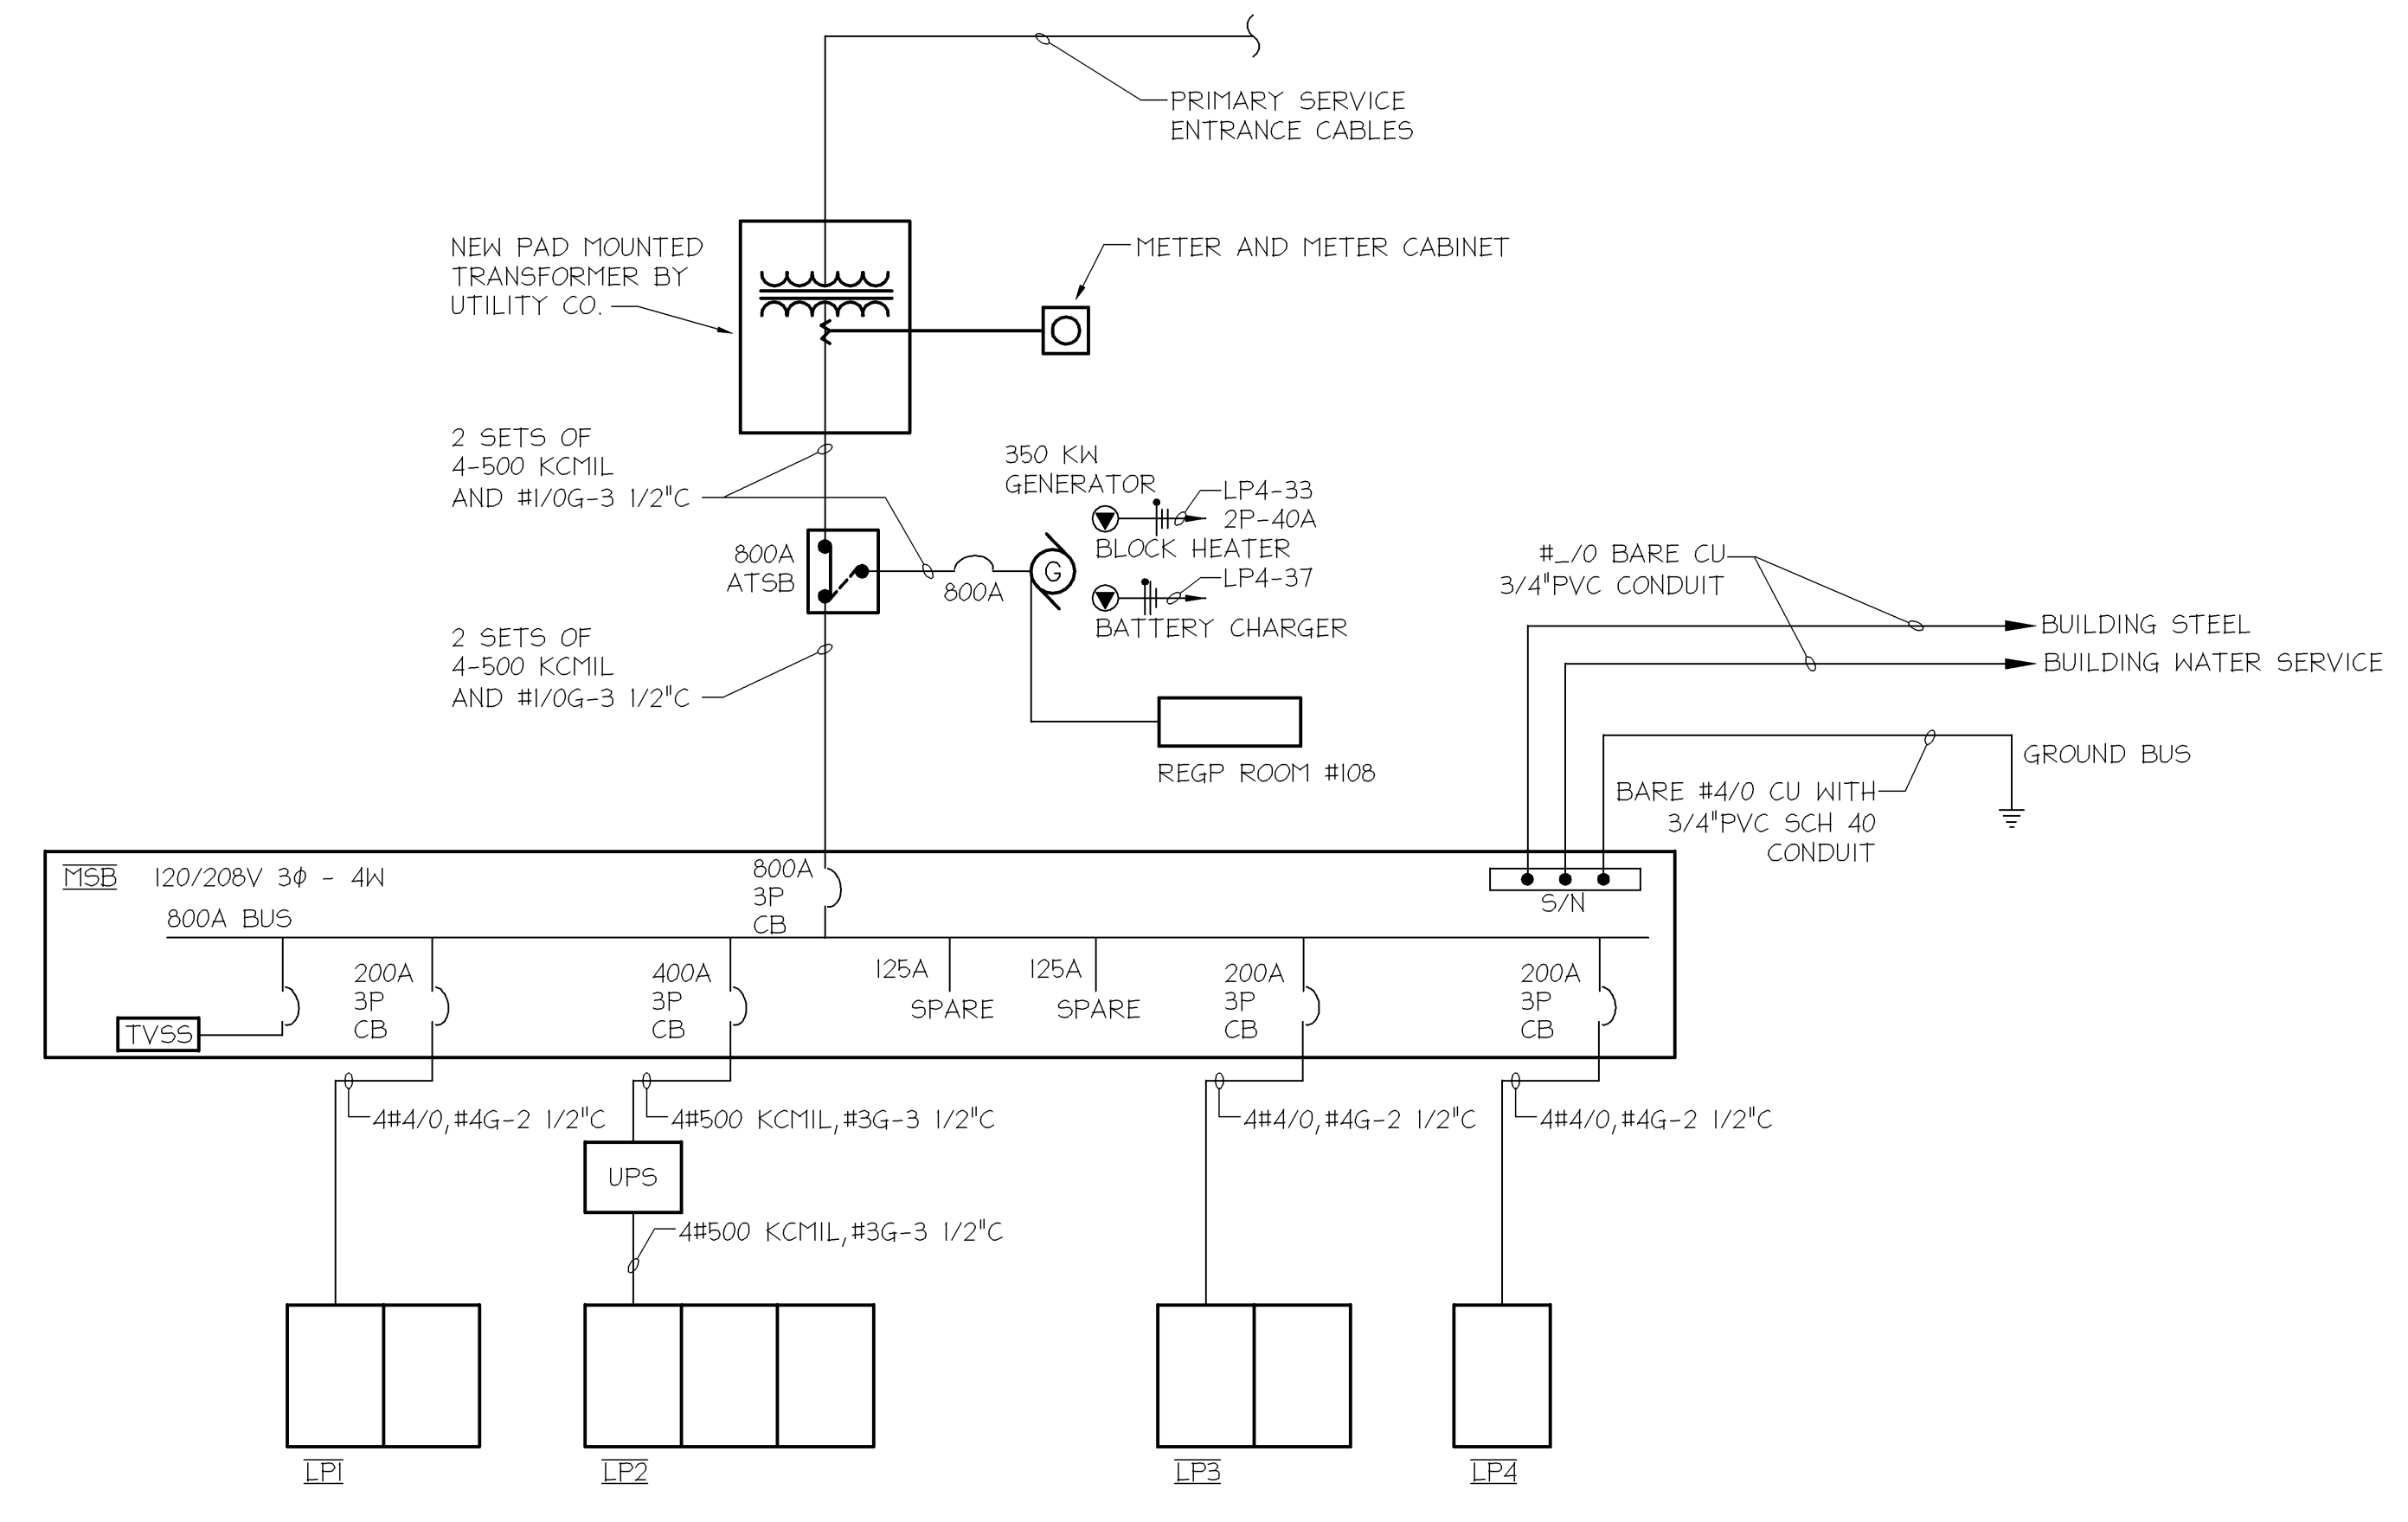 PRIMARY SERVICE
ENTRANCE CABLES
NEW PAD MOUNTED
TRANSFORMER BY
UTILITY CO.
METER AND METER CABINET
2 SETS OF
4-500 KCMIL
AND #1/0G-3 1/2"C
350 KW
GENERATOR
LP4-33
2P-40A
BLOCK HEATER
LP4-37
BATTERY CHARGER
800A
ATSB
800A
G
#_/0 BARE CU
3/4"PVC CONDUIT
BUILDING STEEL
BUILDING WATER SERVICE
2 SETS OF
4-500 KCMIL
AND #1/0G-3 1/2"C
REGP ROOM #108
GROUND BUS
BARE #4/0 CU WITH
3/4"PVC SCH 40
CONDUIT
MSB 120/208V 3ϕ - 4W
800A BUS
800A
3P
CB
S/N
TVSS
200A
3P
CB
400A
3P
CB
125A
SPARE
125A
SPARE
200A
3P
CB
200A
3P
CB
4#4/0,#4G-2 1/2"C
4#500 KCMIL,#3G-3 1/2"C
4#4/0,#4G-2 1/2"C
4#4/0,#4G-2 1/2"C
UPS
4#500 KCMIL,#3G-3 1/2"C
LP1
LP2
LP3
LP4